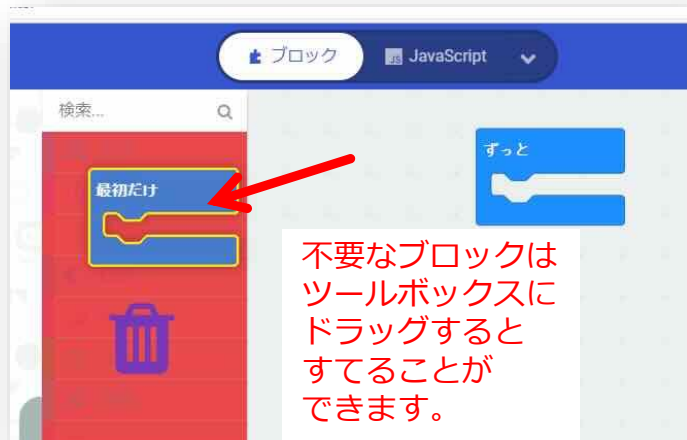 ブロック
JS JavaScript
検索...
最初だけ
ずっと
不要なブロックは
ツールボックスに
ドラッグすると
すてることが
できます。